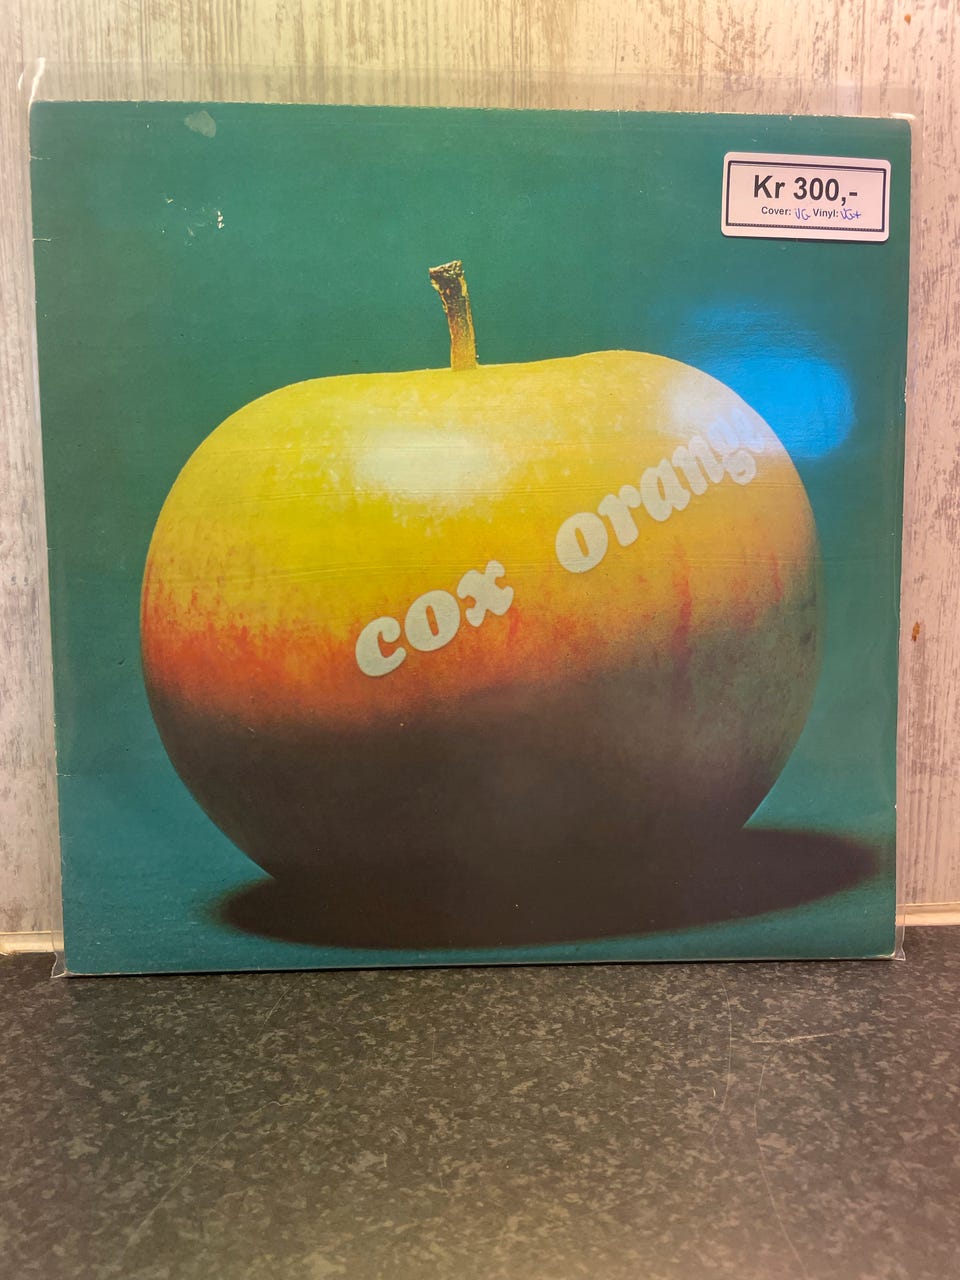 Kr 300,-
Cover: VG Vinyl: VG+
cox orange